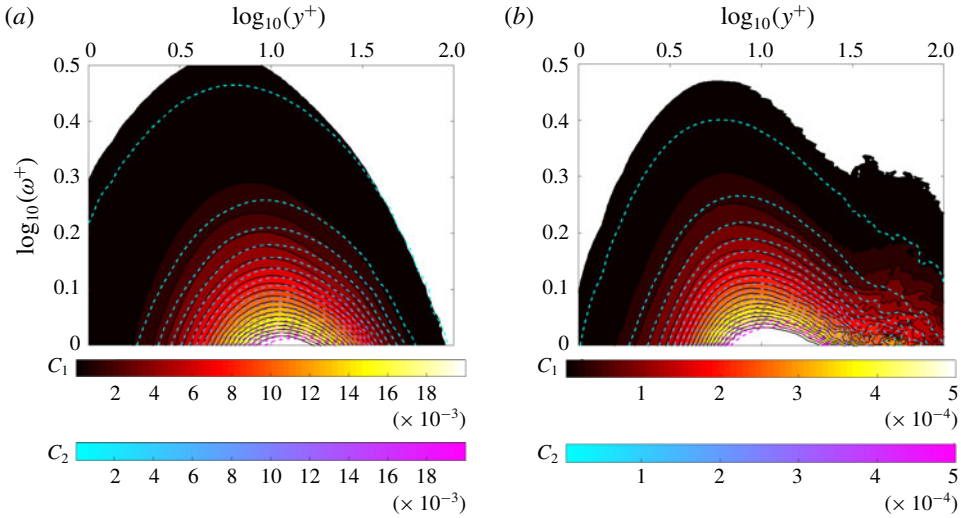 (a) log₁₀(y⁺) (b) log₁₀(y⁺)
0 0.5 1.0 1.5 2.0 0 0.5 1.0 1.5 2.0
0.5 0.5
0.4 0.4
0.3 0.3
log₁₀(ω⁺)
0.2 0.2
0.1 0.1
0 0
C₁ C₁
2 4 6 8 10 12 14 16 18 1 2 3 4 5
(× 10⁻³) (× 10⁻⁴)
C₂ C₂
2 4 6 8 10 12 14 16 18 1 2 3 4 5
(× 10⁻³) (× 10⁻⁴)